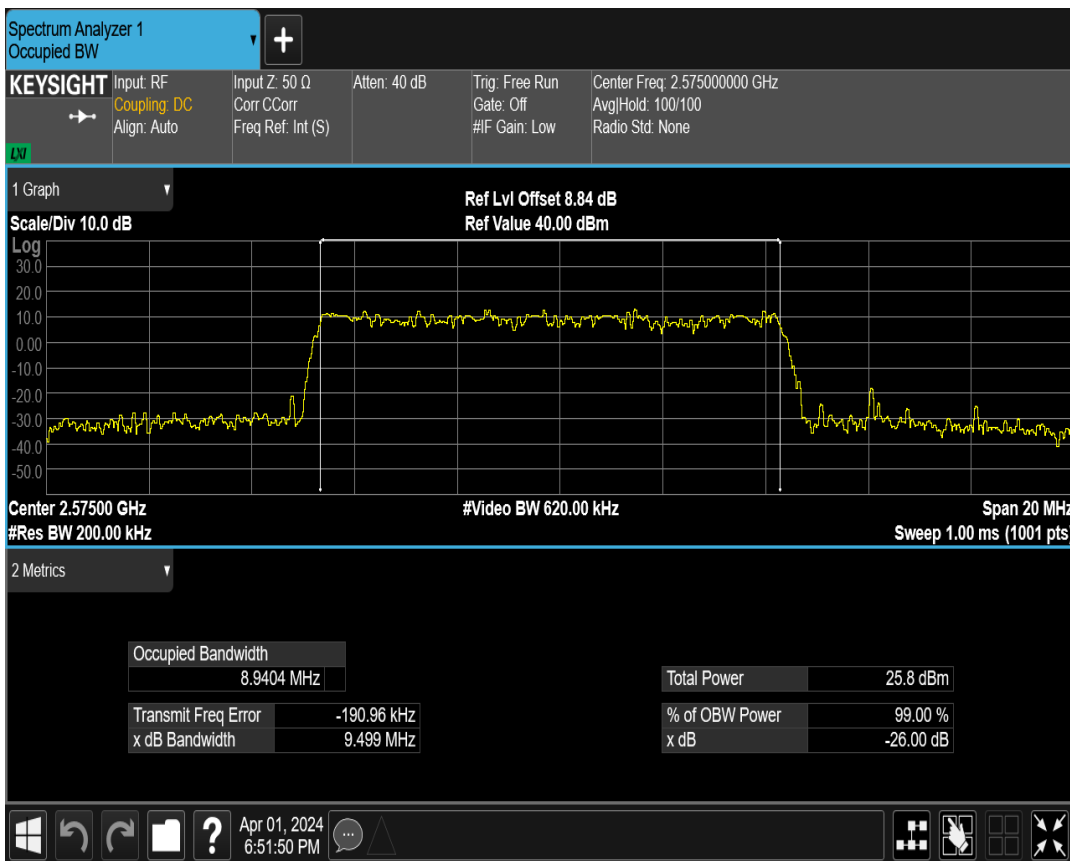 Spectrum Analyzer 1
Occupied BW
KEYSIGHT
LXI
Input: RF
Coupling: DC
Align: Auto
Input Z: 50 Ω
Corr CCorr
Freq Ref: Int (S)
Atten: 40 dB
Trig: Free Run
Gate: Off
#IF Gain: Low
Center Freq: 2.575000000 GHz
Avg|Hold: 100/100
Radio Std: None
1 Graph
Scale/Div 10.0 dB
Ref Lvl Offset 8.84 dB
Ref Value 40.00 dBm
Log
30.0
20.0
10.0
0.00
-10.0
-20.0
-30.0
-40.0
-50.0
Center 2.57500 GHz
#Video BW 620.00 kHz
Span 20 MHz
#Res BW 200.00 kHz
Sweep 1.00 ms (1001 pts)
2 Metrics
Occupied Bandwidth
8.9404 MHz
Transmit Freq Error -190.96 kHz
x dB Bandwidth 9.499 MHz
Total Power 25.8 dBm
% of OBW Power 99.00 %
x dB -26.00 dB
?
Apr 01, 2024
6:51:50 PM